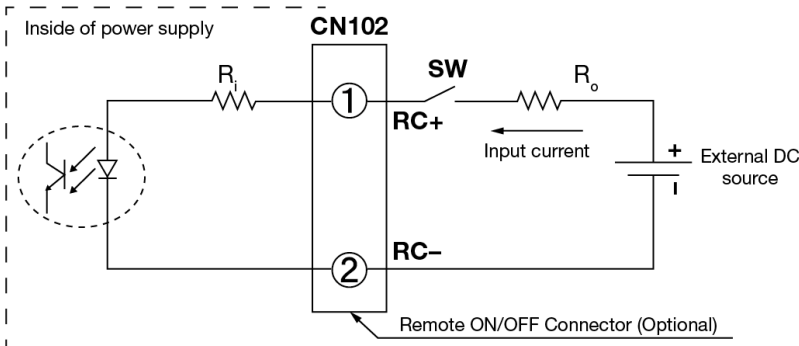 Inside of power supply
CN102
Ri
1
SW
Ro
RC+
Input current
+
External DC
source
−
RC−
2
Remote ON/OFF Connector (Optional)